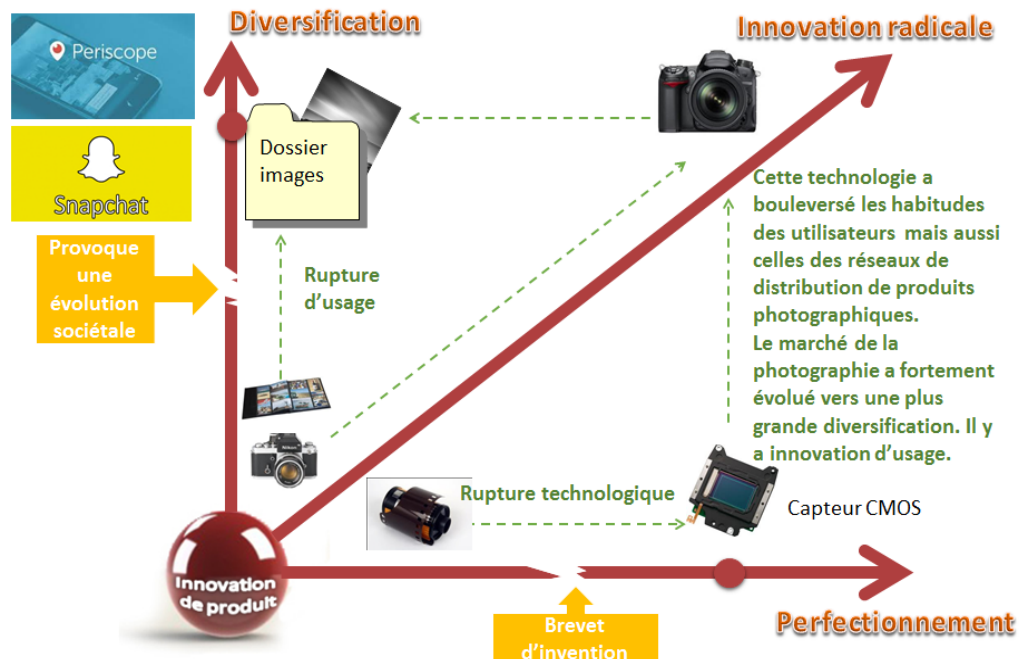 Diversification
Innovation radicale
Periscope
Snapchat
Dossier
images
Provoque
une
évolution
sociétale
Rupture
d’usage
Cette technologie a
bouleversé les habitudes
des utilisateurs mais aussi
celles des réseaux de
distribution de produits
photographiques.
Le marché de la
photographie a fortement
évolué vers une plus
grande diversification. Il y
a innovation d’usage.
Rupture technologique
Capteur CMOS
Innovation
de produit
Brevet
d’invention
Perfectionnement